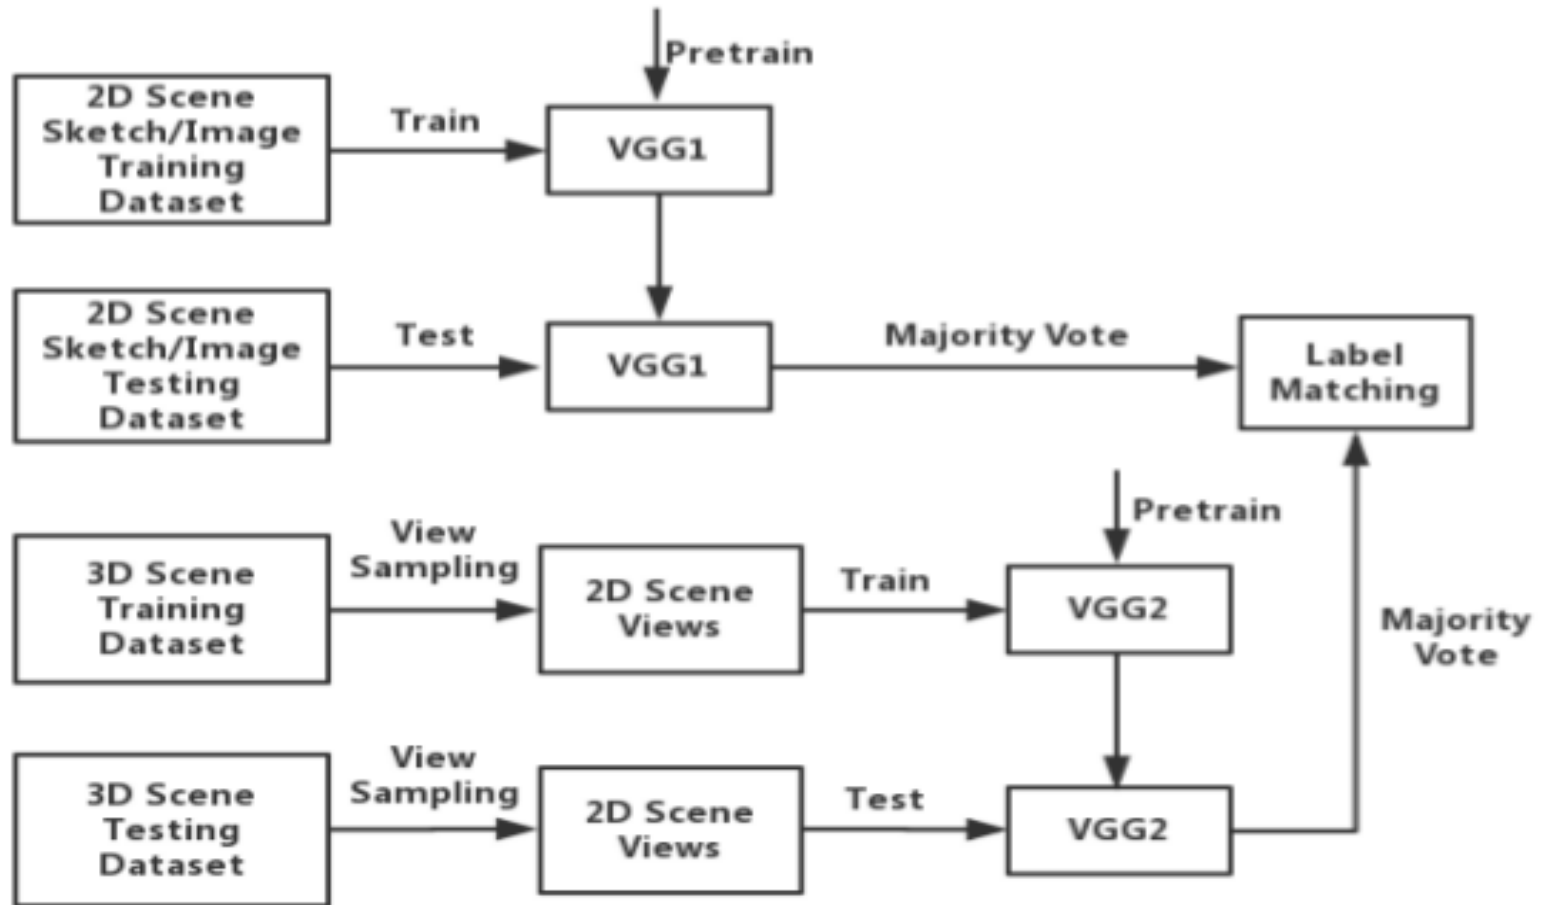 Pretrain
2D Scene
Sketch/Image
Training
Dataset
Train
VGG1
2D Scene
Sketch/Image
Testing
Dataset
Test
VGG1
Majority Vote
Label
Matching
3D Scene
Training
Dataset
View
Sampling
2D Scene
Views
Train
Pretrain
VGG2
Majority
Vote
3D Scene
Testing
Dataset
View
Sampling
2D Scene
Views
Test
VGG2